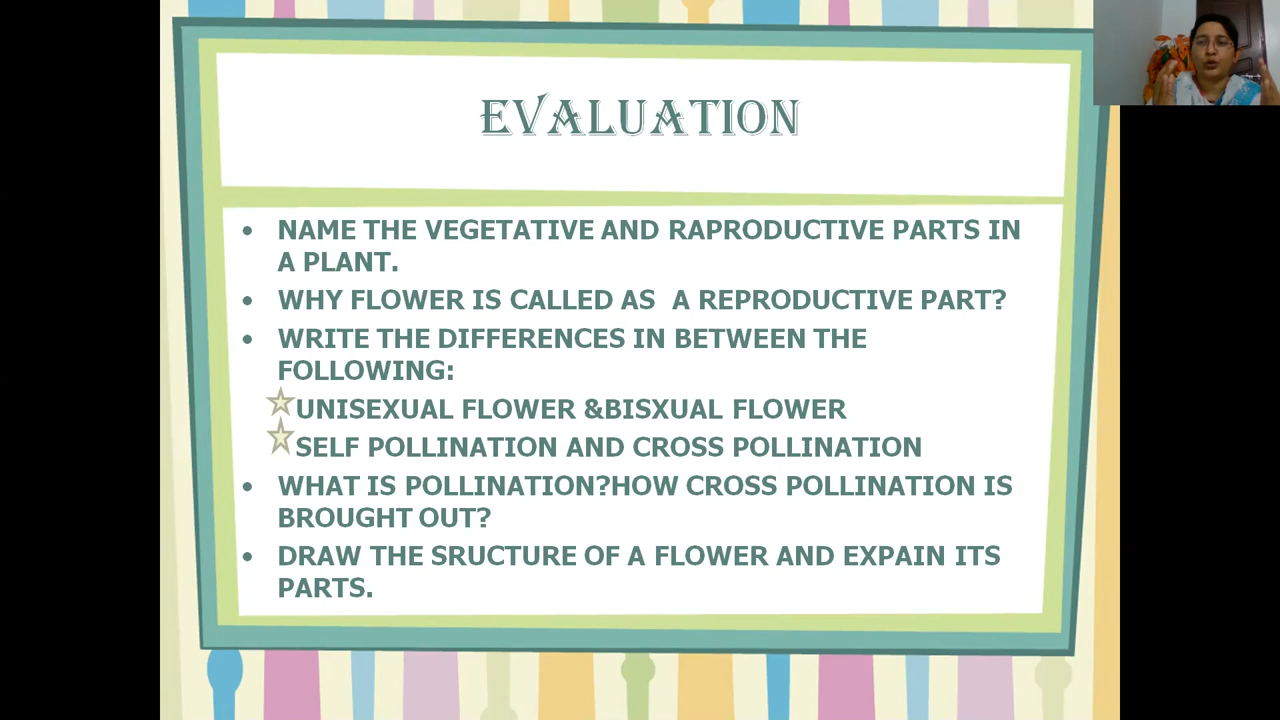 EVALUATION
• NAME THE VEGETATIVE AND RAPRODUCTIVE PARTS IN
A PLANT.
• WHY FLOWER IS CALLED AS A REPRODUCTIVE PART?
• WRITE THE DIFFERENCES IN BETWEEN THE
FOLLOWING:
☆UNISEXUAL FLOWER &BISXUAL FLOWER
☆SELF POLLINATION AND CROSS POLLINATION
• WHAT IS POLLINATION?HOW CROSS POLLINATION IS
BROUGHT OUT?
• DRAW THE SRUCTURE OF A FLOWER AND EXPAIN ITS
PARTS.